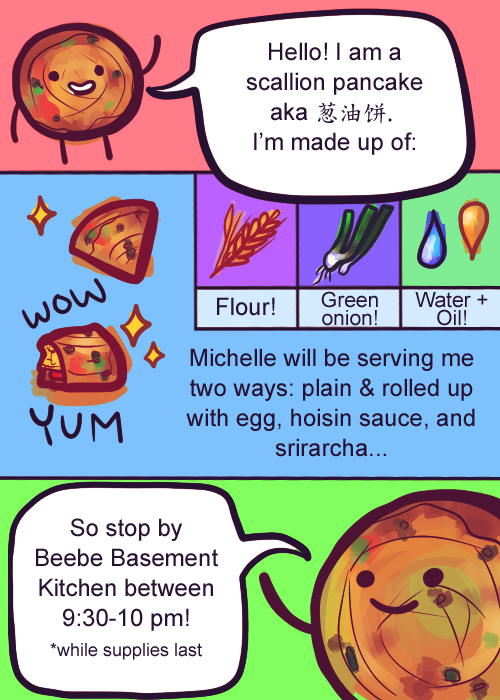 Hello! I am a
scallion pancake
aka 葱油饼.
I'm made up of:
WOW
YUM
Flour!
Green
onion!
Water +
Oil!
Michelle will be serving me
two ways: plain & rolled up
with egg, hoisin sauce, and
srirarcha...
So stop by
Beebe Basement
Kitchen between
9:30-10 pm!
*while supplies last